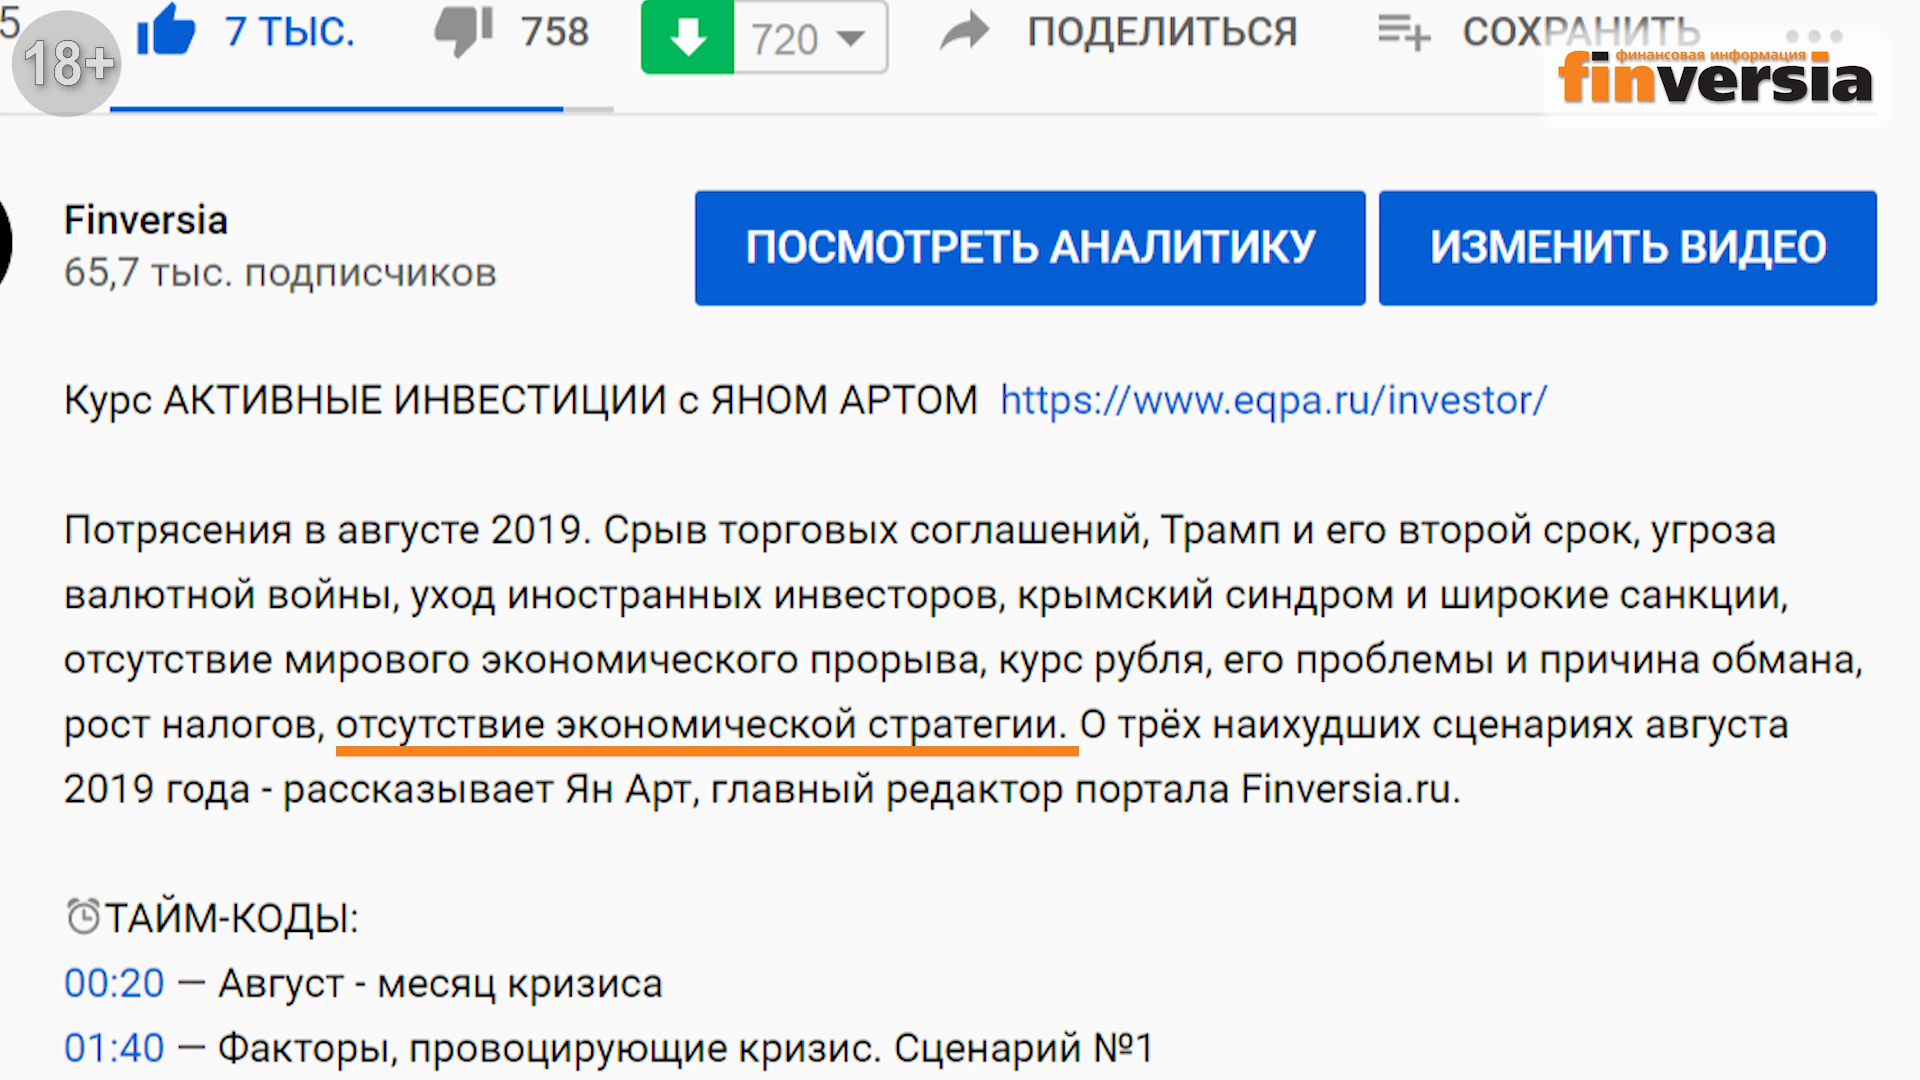 5
18+
7 ТЫС.
758
720
ПОДЕЛИТЬСЯ
СОХРАНИТЬ
финансовая информация
finversia
Finversia
65,7 тыс. подписчиков
ПОСМОТРЕТЬ АНАЛИТИКУ
ИЗМЕНИТЬ ВИДЕО
Курс АКТИВНЫЕ ИНВЕСТИЦИИ с ЯНОМ АРТОМ https://www.eqpa.ru/investor/
Потрясения в августе 2019. Срыв торговых соглашений, Трамп и его второй срок, угроза
валютной войны, уход иностранных инвесторов, крымский синдром и широкие санкции,
отсутствие мирового экономического прорыва, курс рубля, его проблемы и причина обмана,
рост налогов, отсутствие экономической стратегии. О трёх наихудших сценариях августа
2019 года - рассказывает Ян Арт, главный редактор портала Finversia.ru.
ТАЙМ-КОДЫ:
00:20 — Август - месяц кризиса
01:40 — Факторы, провоцирующие кризис. Сценарий №1